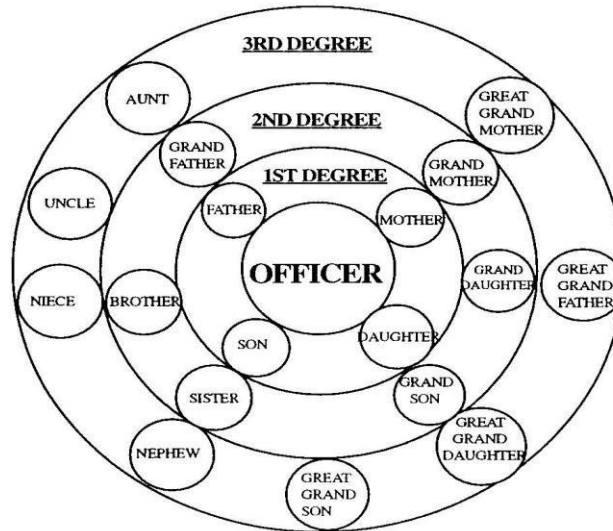 3RD DEGREE
AUNT
GREAT
GRAND
MOTHER
2ND DEGREE
GRAND
FATHER
GRAND
MOTHER
1ST DEGREE
UNCLE
FATHER
MOTHER
OFFICER
NIECE
BROTHER
GRAND
DAUGHTER
GREAT
GRAND
FATHER
SON
DAUGHTER
SISTER
GRAND
SON
NEPHEW
GREAT
GRAND
DAUGHTER
GREAT
GRAND
SON